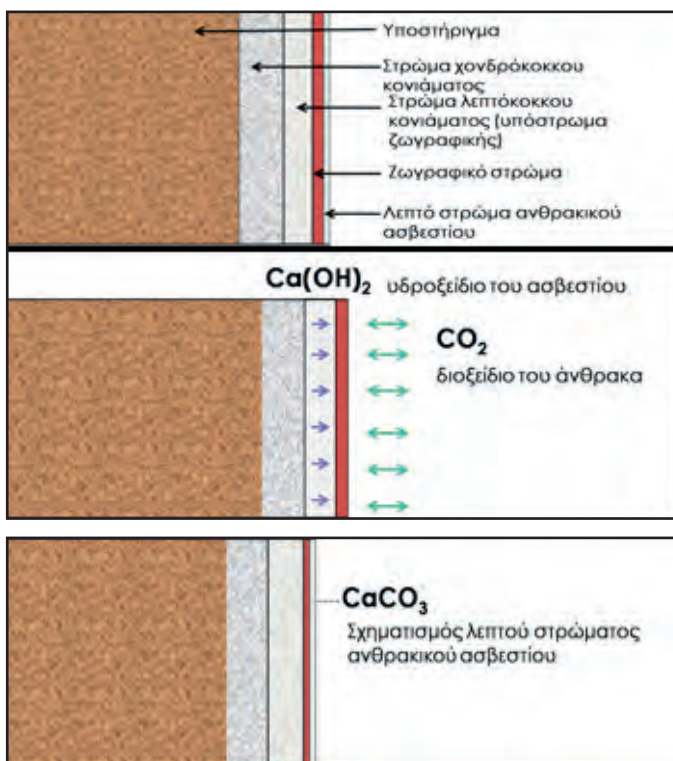 Υποστήριγμα
Στρώμα χονδρόκοκκου
κονιάματος
Στρώμα λεπτόκοκκου
κονιάματος (υπόστρωμα
ζωγραφικής)
Ζωγραφικό στρώμα
Λεπτό στρώμα ανθρακικού
ασβεστίου
Ca(OH)₂ υδροξείδιο του ασβεστίου
CO₂
διοξείδιο του άνθρακα
CaCO₃
Σχηματισμός λεπτού στρώματος
ανθρακικού ασβεστίου